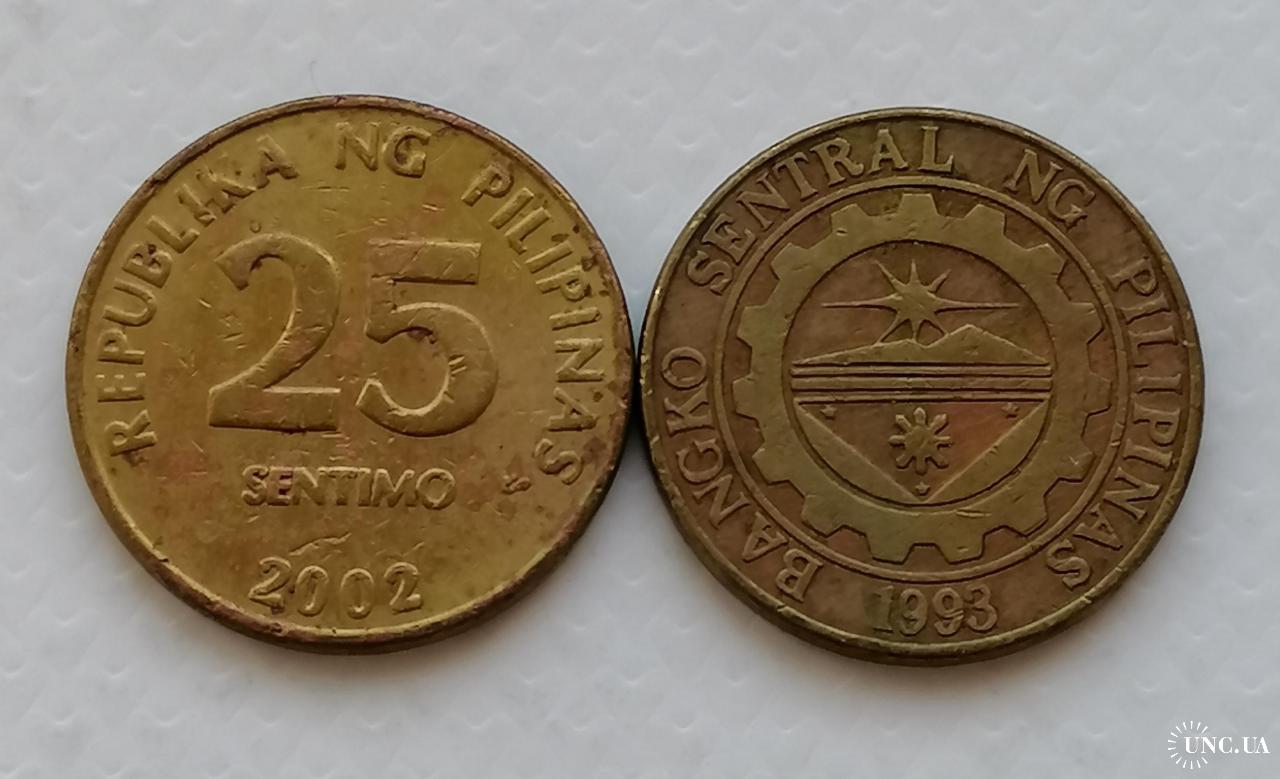 REPUBLIKA NG PILIPINAS
25
SENTIMO
2002
BANGKO SENTRAL NG PILIPINAS
1993
UNC.UA